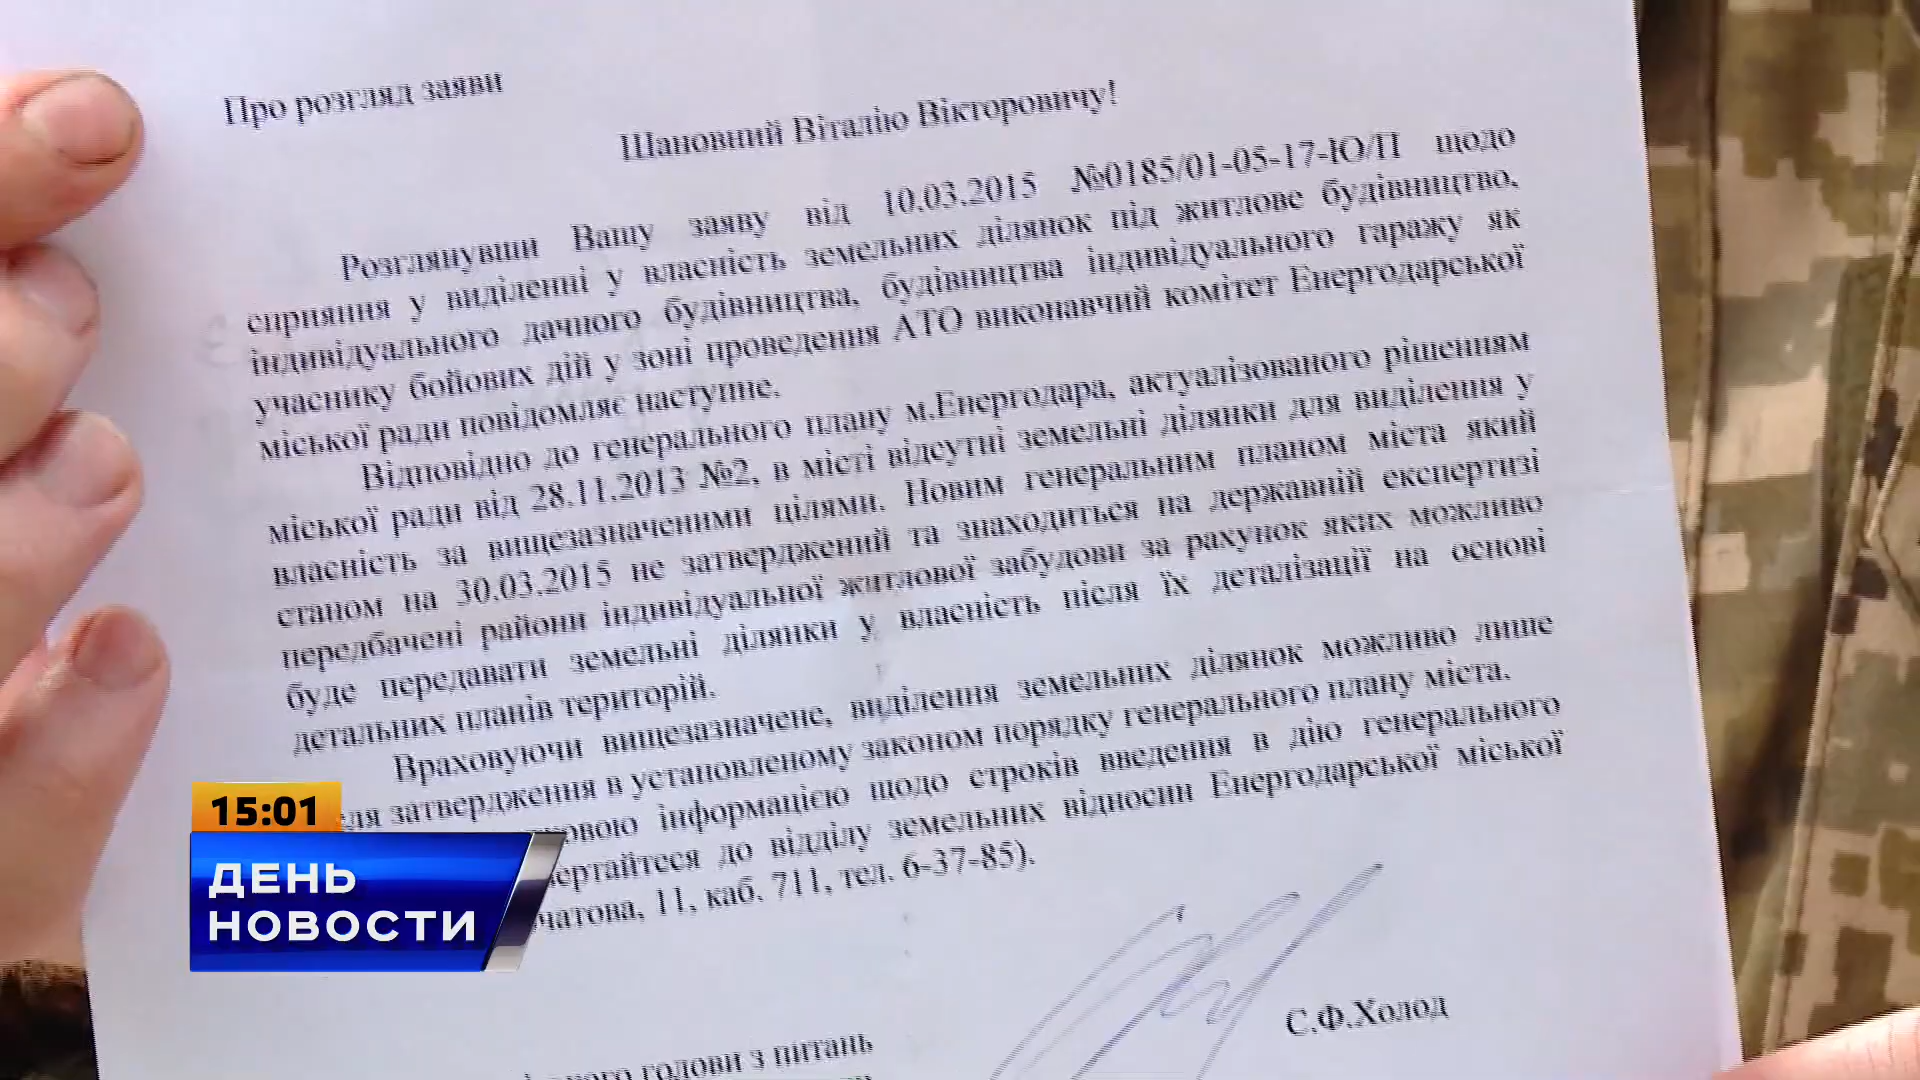 Про розгляд заяви
Шановний Віталію Вікторовичу!
Розглянувши Вашу заяву від 10.03.2015 №0185/01-05-17-Ю/П щодо
сприяння у виділенні у власність земельних ділянок під житлове будівництво,
індивідуального дачного будівництва, будівництва індивідуального гаражу як
учаснику бойових дій у зоні проведення АТО виконавчий комітет Енергодарської
міської ради повідомляє наступне.
Відповідно до генерального плану м.Енергодара, актуалізованого рішенням
міської ради від 28.11.2013 №2, в місті відсутні земельні ділянки для виділення у
власність за вищезазначеними цілями. Новим генеральним планом міста який
станом на 30.03.2015 не затверджений та знаходиться на державній експертизі
передбачені райони індивідуальної житлової забудови за рахунок яких можливо
буде передавати земельні ділянки у власність після їх деталізації на основі
детальних планів територій.
Враховуючи вищезазначене, виділення земельних ділянок можливо лише
затвердження в установленому законом порядку генерального плану міста.
інформацією щодо строків введення в дію генерального
до відділу земельних відносин Енергодарської міської
11, каб. 711, тел. 6-37-85).
С.Ф.Холод
голови з питань
15:01
ДЕНЬ
НОВОСТИ